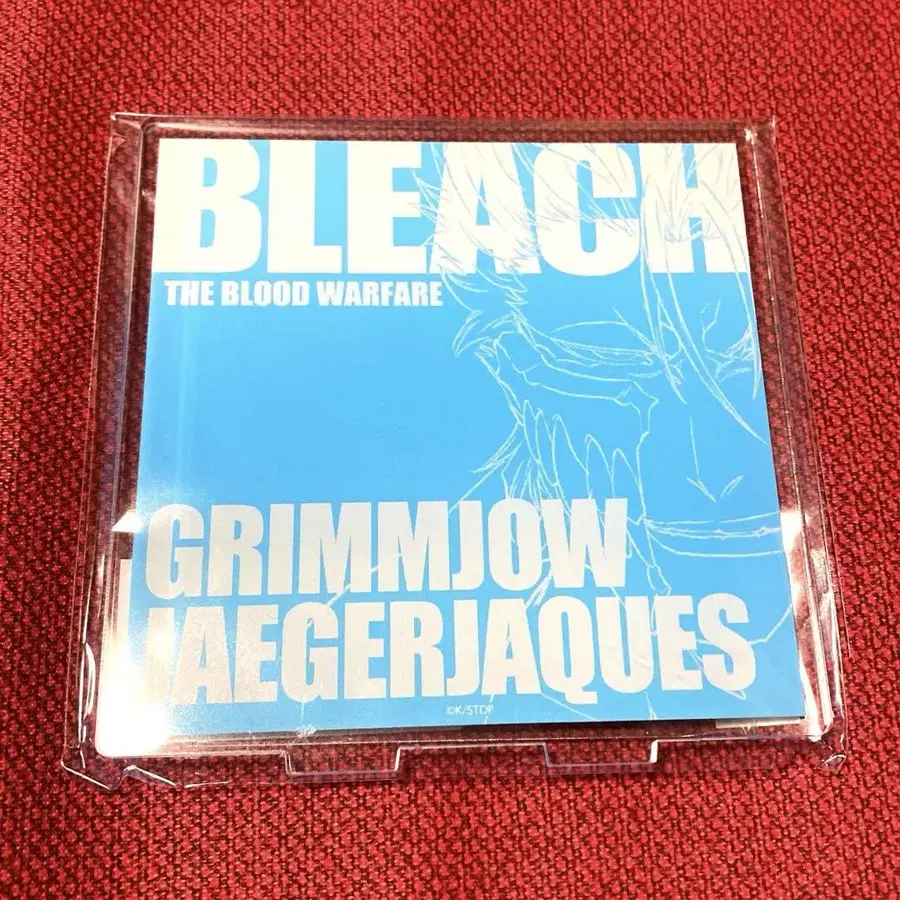 BLEACH
THE BLOOD WARFARE
GRIMMJOW
JAEGERJAQUES
©K/STDP